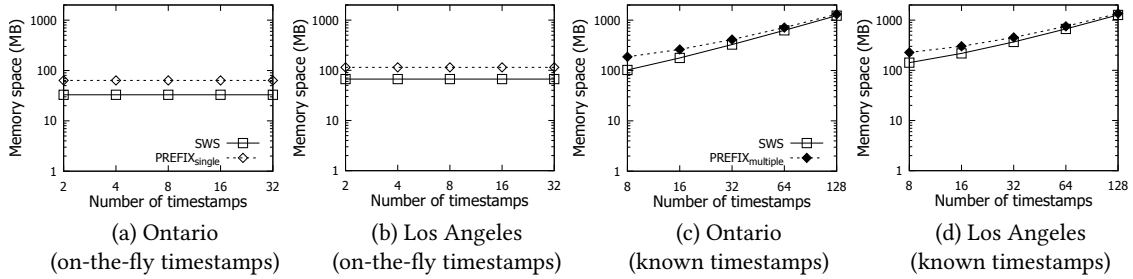 Memory space (MB)
1000
100
10
1
SWS
PREFIXsingle
2 4 8 16 32
Number of timestamps
(a) Ontario
(on-the-fly timestamps)
Memory space (MB)
1000
100
10
1
2 4 8 16 32
Number of timestamps
(b) Los Angeles
(on-the-fly timestamps)
Memory space (MB)
1000
100
10
1
SWS
PREFIXmultiple
8 16 32 64 128
Number of timestamps
(c) Ontario
(known timestamps)
Memory space (MB)
1000
100
10
1
8 16 32 64 128
Number of timestamps
(d) Los Angeles
(known timestamps)